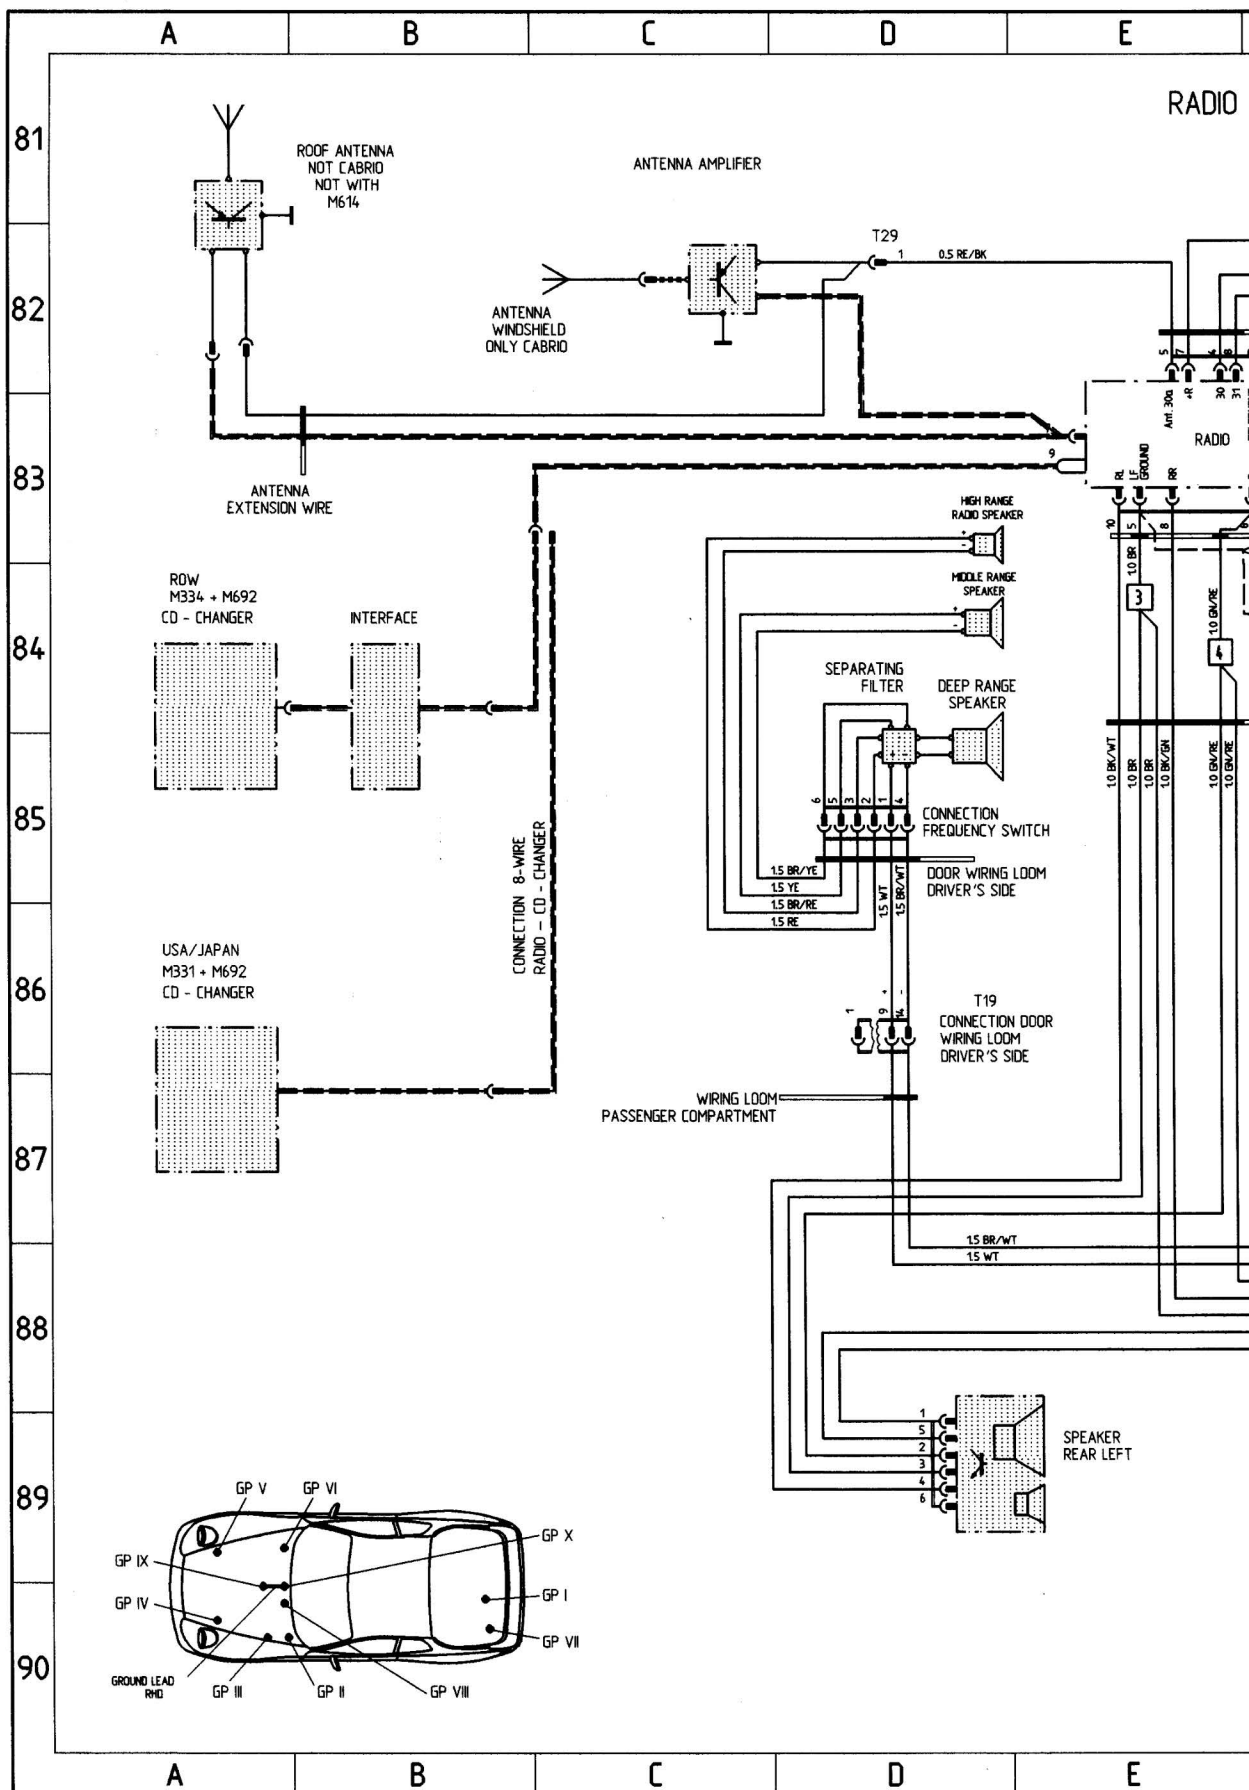 A B C D E
81
RADIO
ROOF ANTENNA
NOT CABRIO
NOT WITH
M614
ANTENNA AMPLIFIER
T29
1
0.5 RE/BK
82
ANTENNA
WINDSHIELD
ONLY CABRIO
5 7 4 8
Ant. 30a +R 30 31
RADIO
9
RL LF GROUND RR
83
ANTENNA
EXTENSION WIRE
HIGH RANGE
RADIO SPEAKER
+
-
10 5 8 6
1.0 BR
ROW
M334 + M692
CD - CHANGER
INTERFACE
MIDDLE RANGE
SPEAKER
+
-
3
1.0 GN/RE
4
84
SEPARATING
FILTER
DEEP RANGE
SPEAKER
+ -
1.0 BK/WT
1.0 BR
1.0 BR
1.0 BK/GN
1.0 GN/RE
1.0 GN/RE
85
6 5 3 2 1 4
CONNECTION
FREQUENCY SWITCH
1.5 BR/YE
1.5 YE
1.5 BR/RE
1.5 RE
1.5 WT
1.5 BR/WT
DOOR WIRING LOOM
DRIVER'S SIDE
CONNECTION 8-WIRE
RADIO - CD - CHANGER
USA/JAPAN
M331 + M692
CD - CHANGER
86
+ -
1 9 14
T19
CONNECTION DOOR
WIRING LOOM
DRIVER'S SIDE
WIRING LOOM
PASSENGER COMPARTMENT
87
1.5 BR/WT
1.5 WT
88
1
5
2
3
4
6
SPEAKER
REAR LEFT
89
GP V
GP VI
GP X
GP IX
GP IV
GP I
GP VII
90
GROUND LEAD
RHD
GP III
GP II
GP VIII
A B C D E